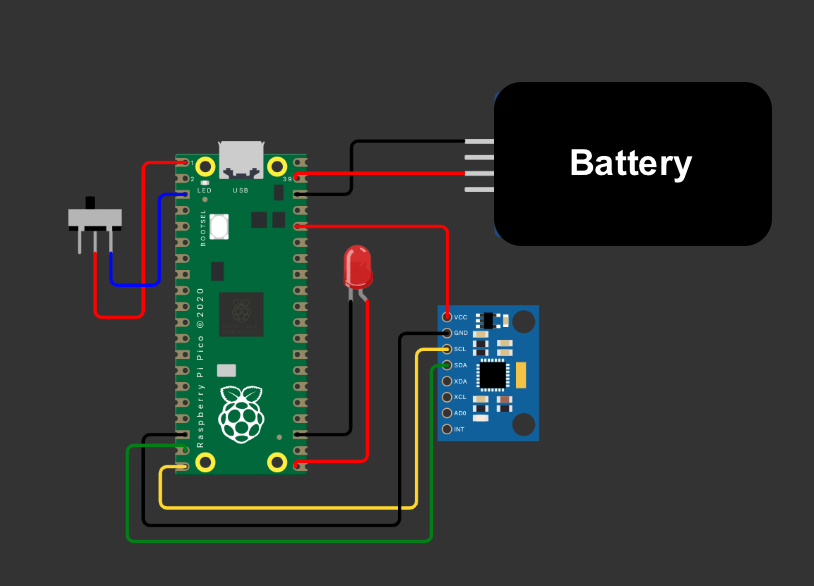 Battery
1
2
39
LED
USB
BOOTSEL
Raspberry Pi Pico ©2020
VCC
GND
SCL
SDA
XDA
XCL
AD0
INT